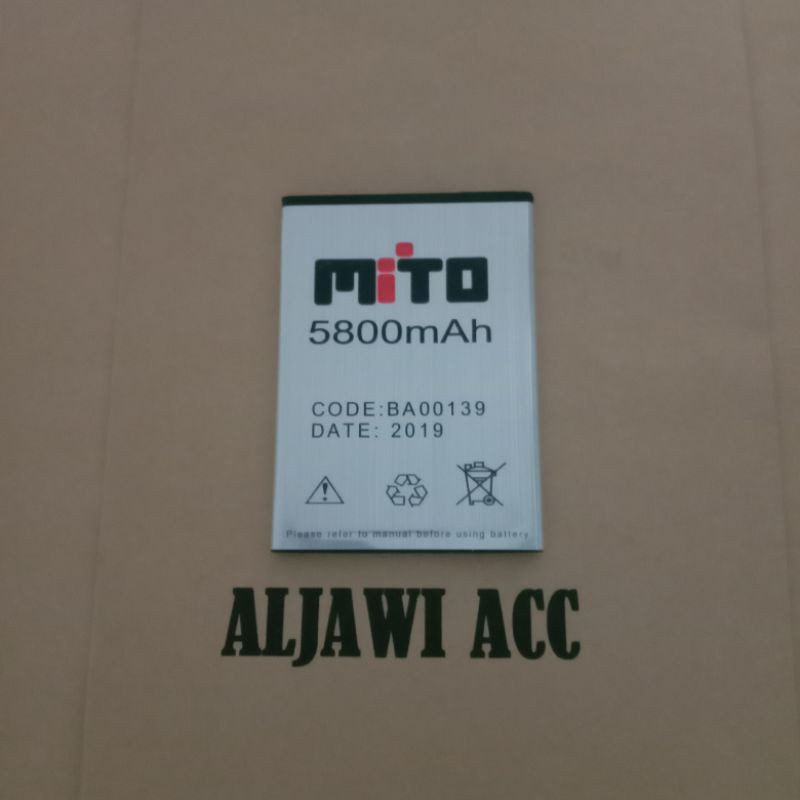 MiTO
5800mAh
CODE:BA00139
DATE: 2019
Please refer to manual before using battery
ALJAWI ACC